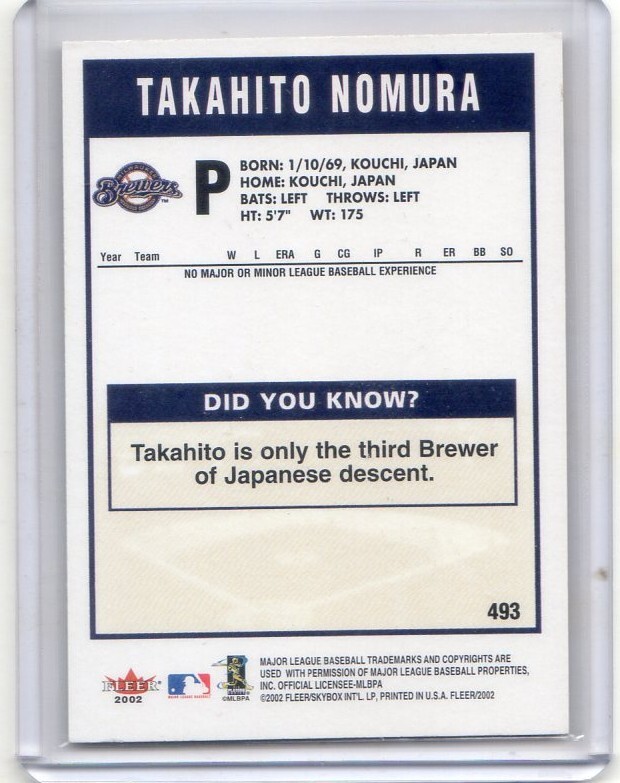 TAKAHITO NOMURA
Brewers TM
P
BORN: 1/10/69, KOUCHI, JAPAN
HOME: KOUCHI, JAPAN
BATS: LEFT THROWS: LEFT
HT: 5'7" WT: 175
Year Team W L ERA G CG IP R ER BB SO
NO MAJOR OR MINOR LEAGUE BASEBALL EXPERIENCE
DID YOU KNOW?
Takahito is only the third Brewer
of Japanese descent.
493
FLEER
2002
©MLBPA
MAJOR LEAGUE BASEBALL TRADEMARKS AND COPYRIGHTS ARE
USED WITH PERMISSION OF MAJOR LEAGUE BASEBALL PROPERTIES,
INC. OFFICIAL LICENSEE-MLBPA
©2002 FLEER/SKYBOX INT'L. LP, PRINTED IN U.S.A. FLEER/2002